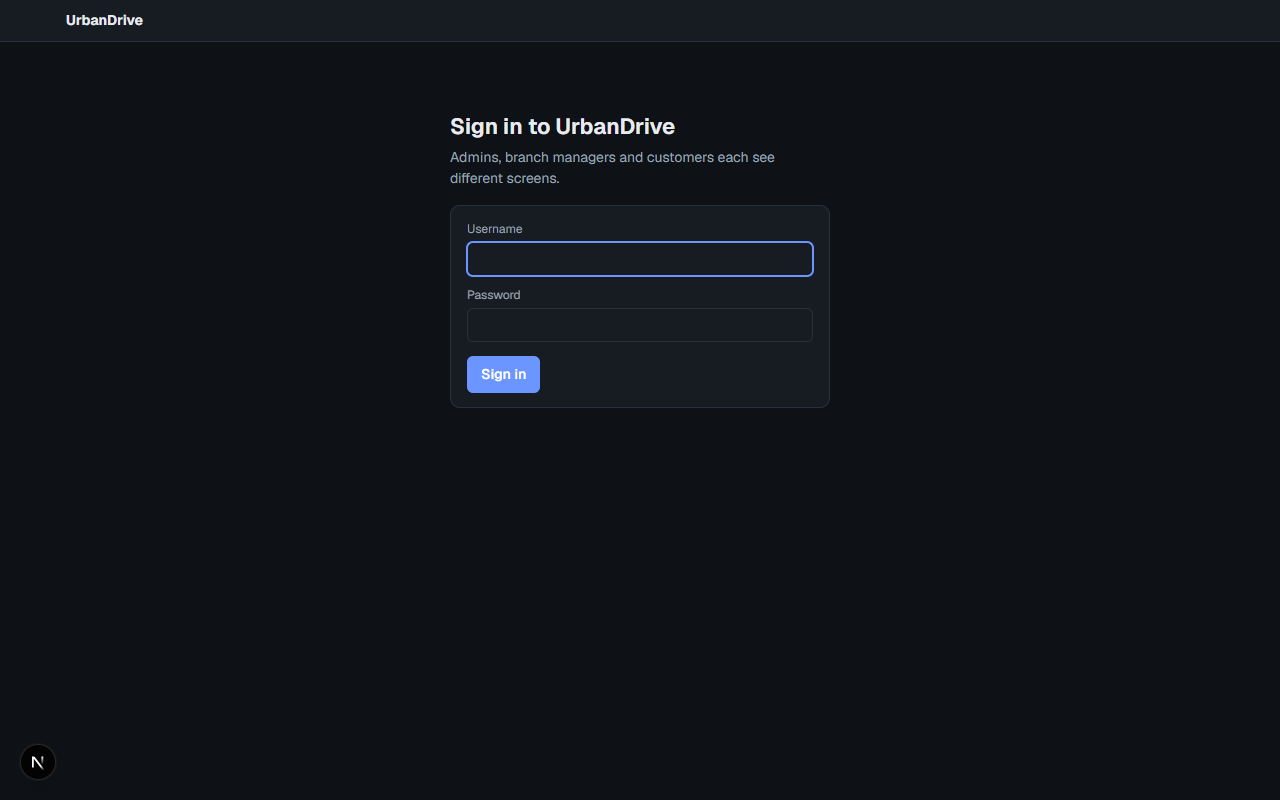 UrbanDrive
Sign in to UrbanDrive
Admins, branch managers and customers each see
different screens.
Username
Password
Sign in
N